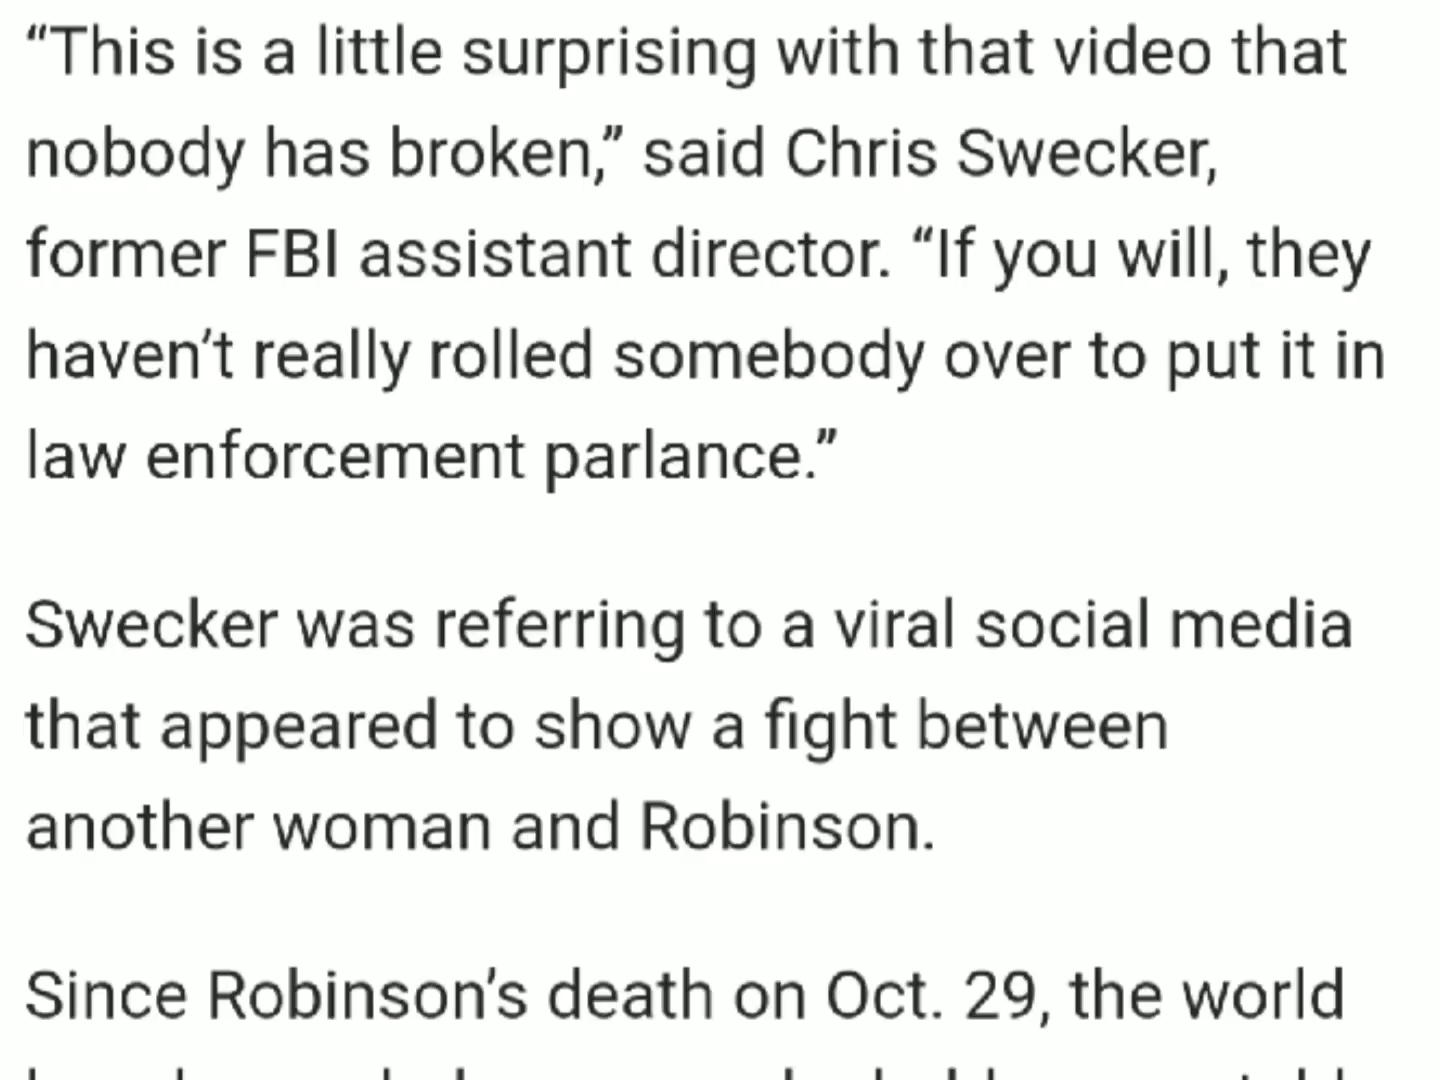 “This is a little surprising with that video that
nobody has broken,” said Chris Swecker,
former FBI assistant director. “If you will, they
haven’t really rolled somebody over to put it in
law enforcement parlance.”
Swecker was referring to a viral social media
that appeared to show a fight between
another woman and Robinson.
Since Robinson’s death on Oct. 29, the world